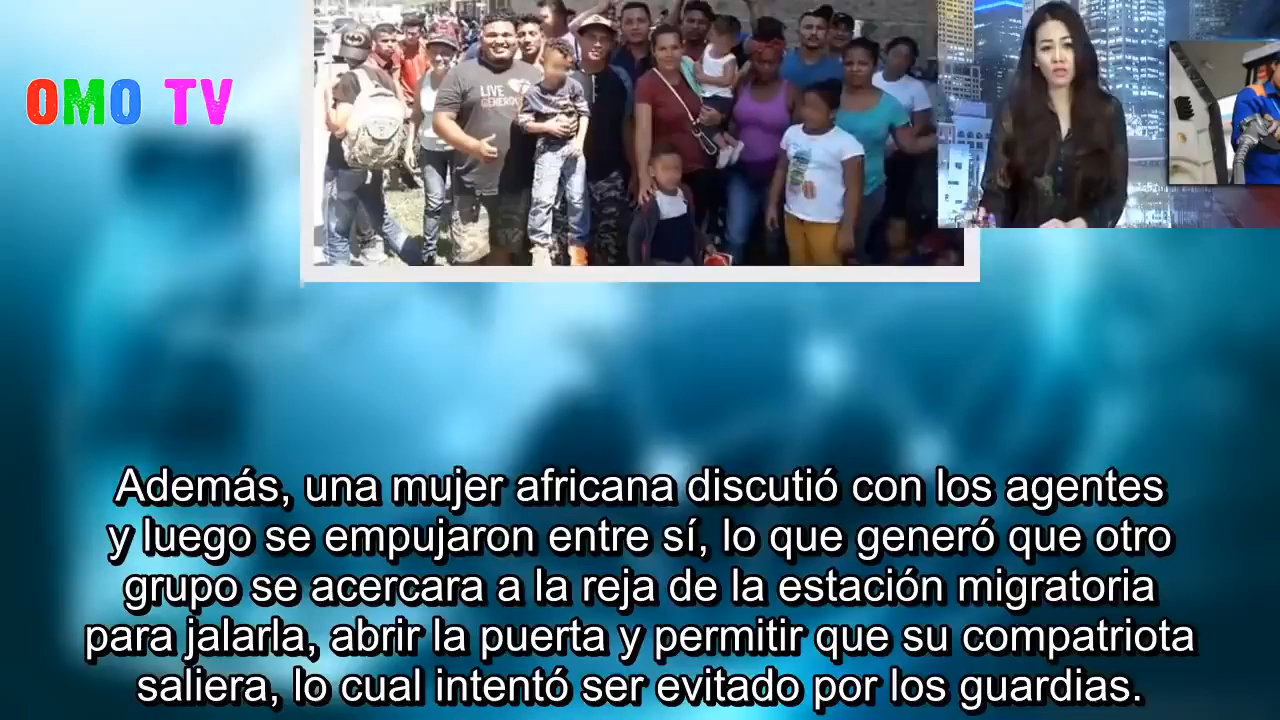 OMO TV
LIVE
Además, una mujer africana discutió con los agentes
y luego se empujaron entre sí, lo que generó que otro
grupo se acercara a la reja de la estación migratoria
para jalarla, abrir la puerta y permitir que su compatriota
saliera, lo cual intentó ser evitado por los guardias.